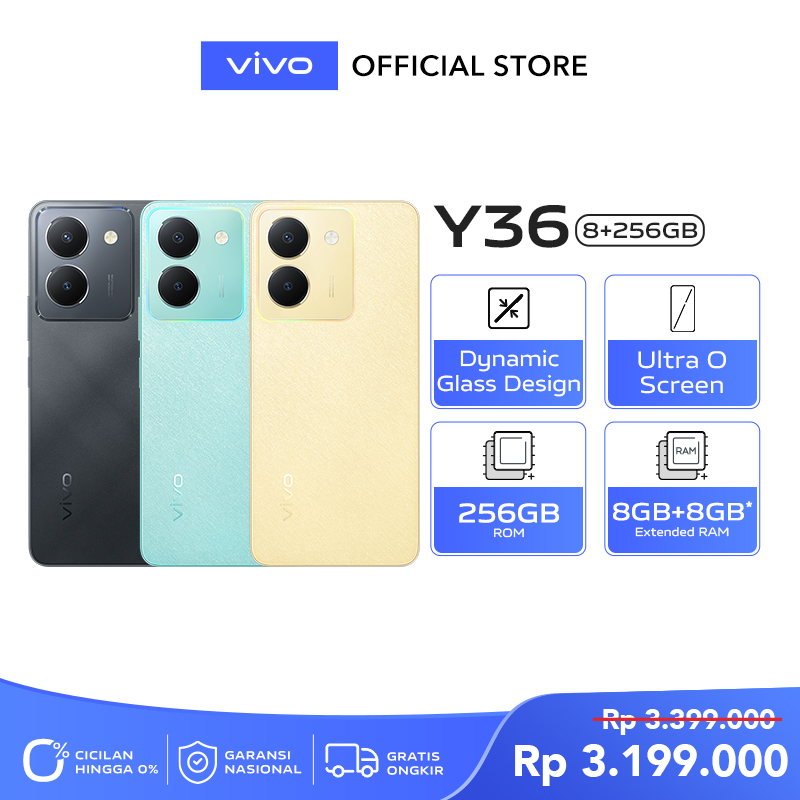 vivo OFFICIAL STORE
Y36 8+256GB
Dynamic
Glass Design
Ultra O
Screen
256GB
ROM
RAM
8GB+8GB*
Extended RAM
vivo
vivo
vivo
Rp 3.399.000
Rp 3.199.000
0% CICILAN
HINGGA 0%
GARANSI
NASIONAL
GRATIS
ONGKIR